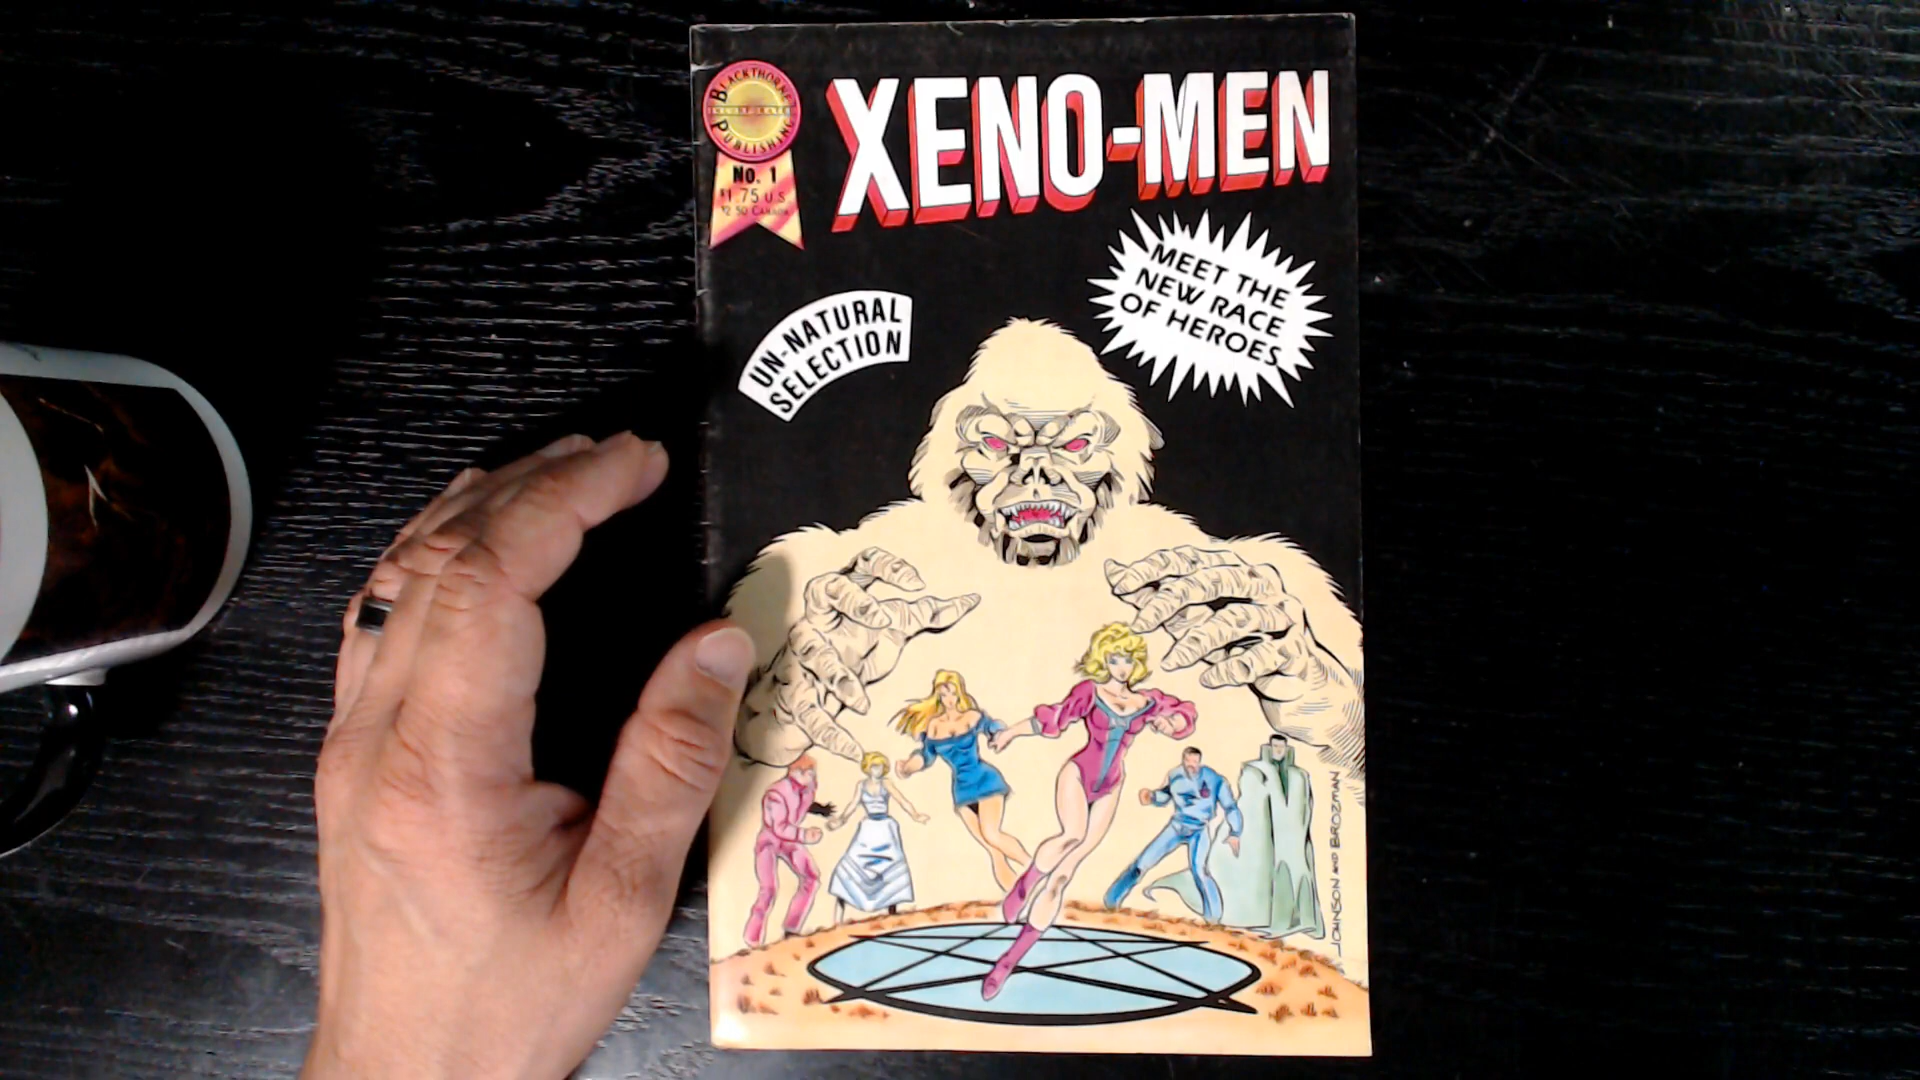 BLACKTHORNE
INCORPORATED
PUBLISHING
NO. 1
$1.75 U.S.
$2.50 CANADA
XENO-MEN
MEET THE
NEW RACE
OF HEROES.
UN-NATURAL
SELECTION
JOHNSON AND BROZMAN